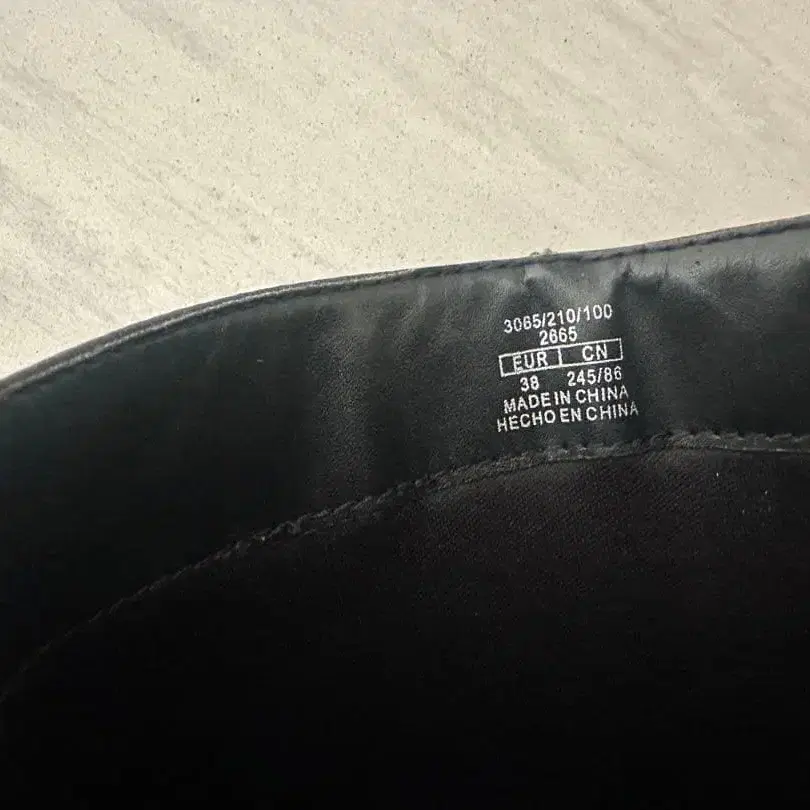 3065/210/100
2665
EUR CN
38 245/86
MADE IN CHINA
HECHO EN CHINA